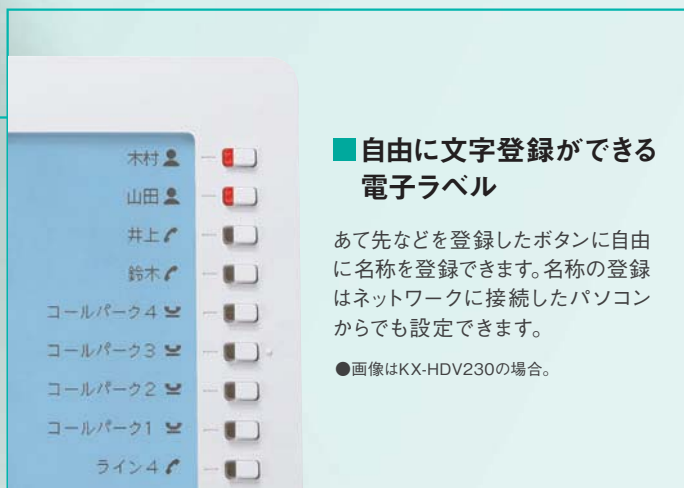 木村
山田
井上
鈴木
コールパーク4
コールパーク3
コールパーク2
コールパーク1
ライン4
■自由に文字登録ができる
電子ラベル
あて先などを登録したボタンに自由
に名称を登録できます。名称の登録
はネットワークに接続したパソコン
からでも設定できます。
●画像はKX-HDV230の場合。